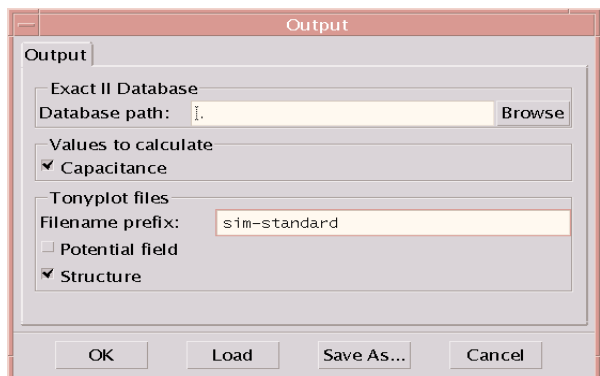 Output
Output
Exact II Database
Database path: . Browse
Values to calculate
Capacitance
Tonyplot files
Filename prefix: sim-standard
Potential field
Structure
OK Load Save As... Cancel